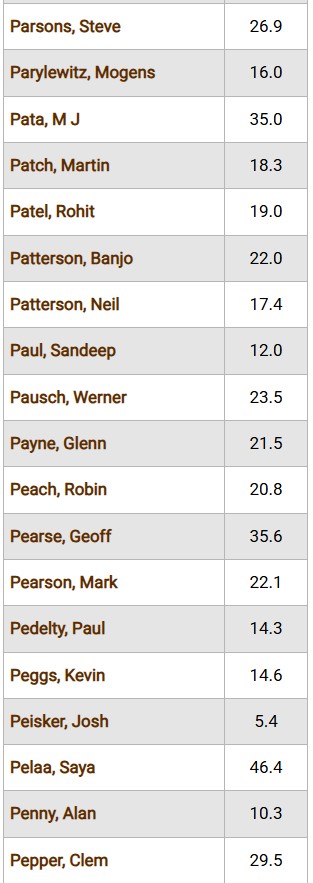 Parsons, Steve 26.9
Parylewitz, Mogens 16.0
Pata, M J 35.0
Patch, Martin 18.3
Patel, Rohit 19.0
Patterson, Banjo 22.0
Patterson, Neil 17.4
Paul, Sandeep 12.0
Pausch, Werner 23.5
Payne, Glenn 21.5
Peach, Robin 20.8
Pearse, Geoff 35.6
Pearson, Mark 22.1
Pedelty, Paul 14.3
Peggs, Kevin 14.6
Peisker, Josh 5.4
Pelaa, Saya 46.4
Penny, Alan 10.3
Pepper, Clem 29.5